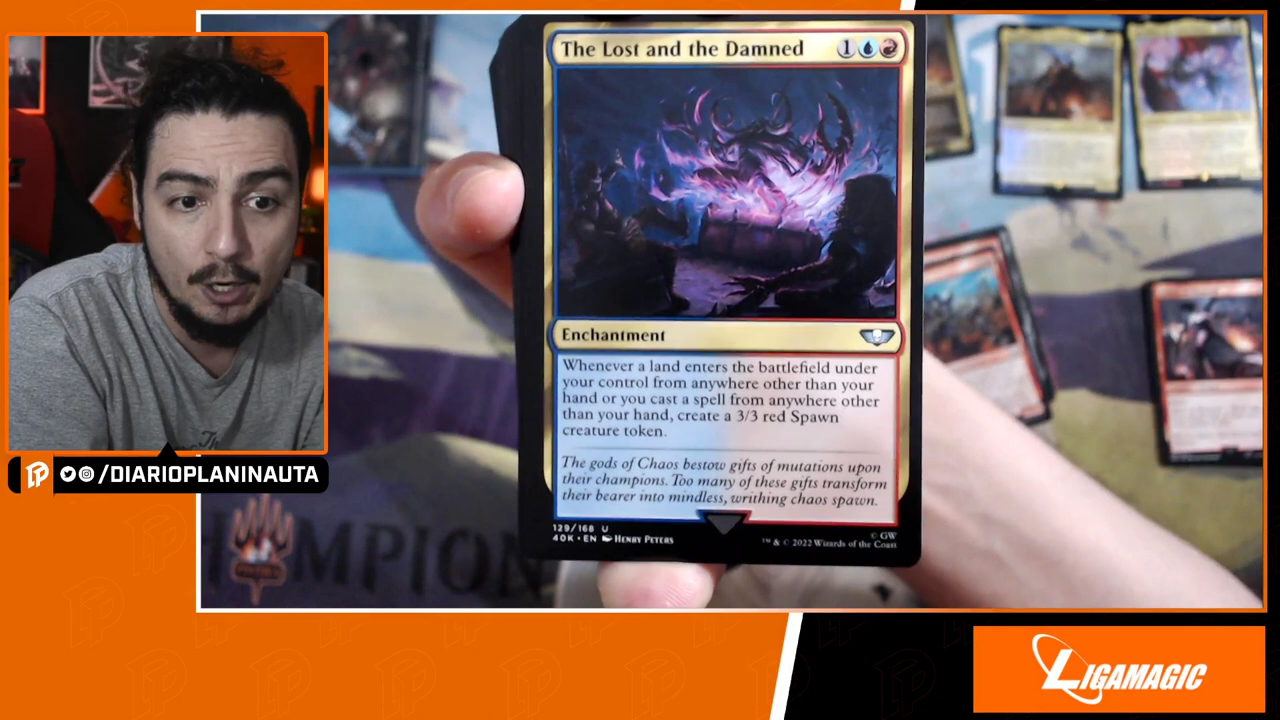 The Lost and the Damned 1
Enchantment
Whenever a land enters the battlefield under
your control from anywhere other than your
hand or you cast a spell from anywhere other
than your hand, create a 3/3 red Spawn
creature token.
The gods of Chaos bestow gifts of mutations upon
their champions. Too many of these gifts transform
their bearer into mindless, writhing chaos spawn.
129/168 U
40K • EN Henry Peters
© GW
™ & © 2022 Wizards of the Coast
/DIARIOPLANINAUTA
LIGAMAGIC